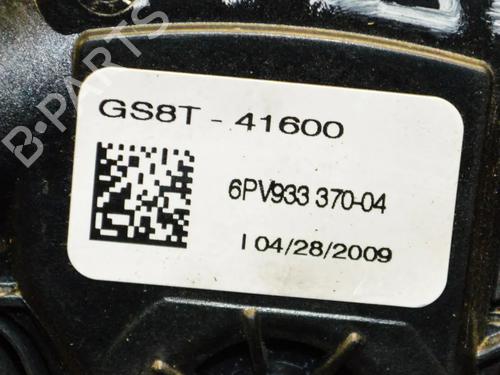 B-PARTS
GS8T - 41600
6PV933 370-04
I 04/28/2009